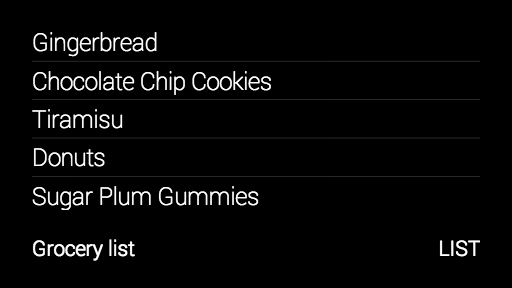 Gingerbread
Chocolate Chip Cookies
Tiramisu
Donuts
Sugar Plum Gummies
Grocery list LIST